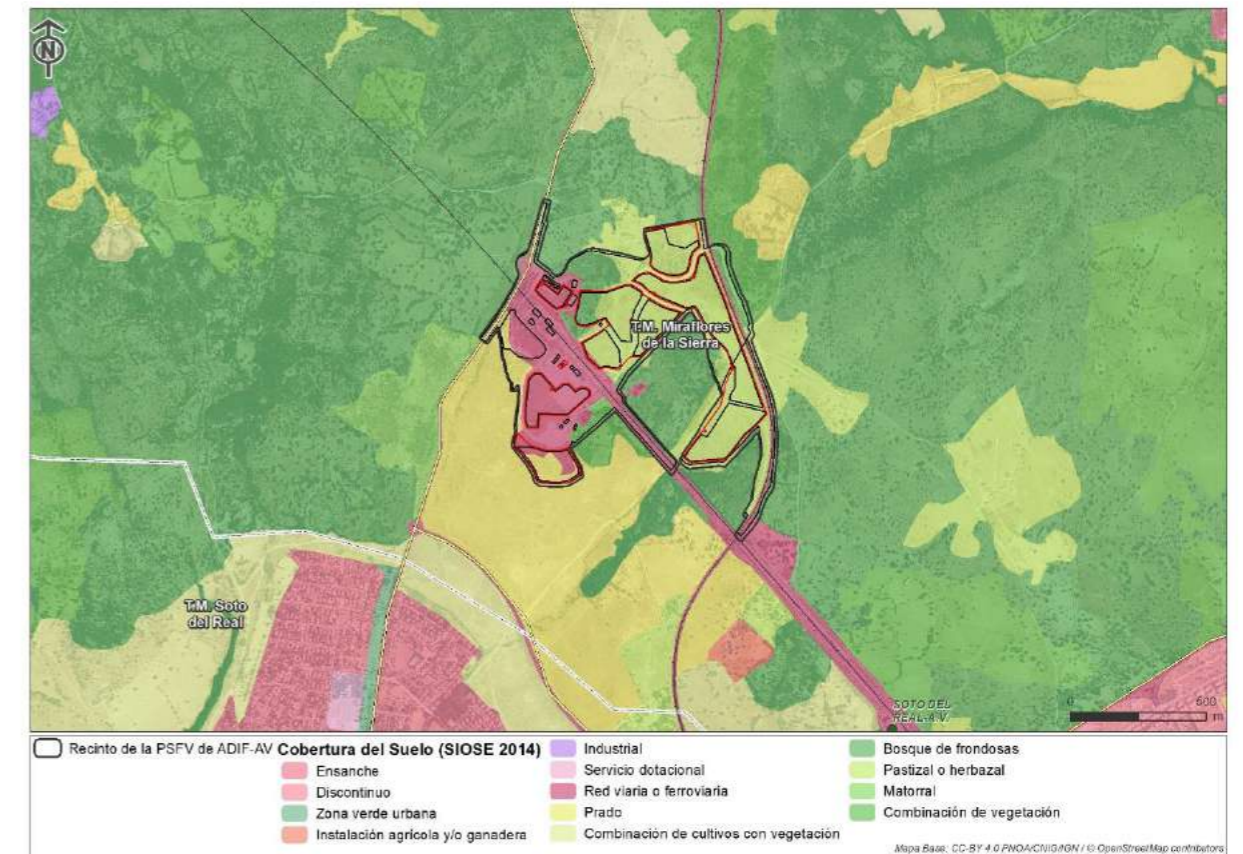 N
T.M. Miraflores
de la Sierra
T.M. Soto
del Real
SOTO DEL
REAL-A.V.
0 500
m
Recinto de la PSFV de ADIF-AV
Cobertura del Suelo (SIOSE 2014)
Ensanche
Discontinuo
Zona verde urbana
Instalación agrícola y/o ganadera
Industrial
Servicio dotacional
Red viaria o ferroviaria
Prado
Combinación de cultivos con vegetación
Bosque de frondosas
Pastizal o herbazal
Matorral
Combinación de vegetación
Mapa Base: CC-BY 4.0 PNOA/CNIG/IGN / © OpenStreetMap contributors